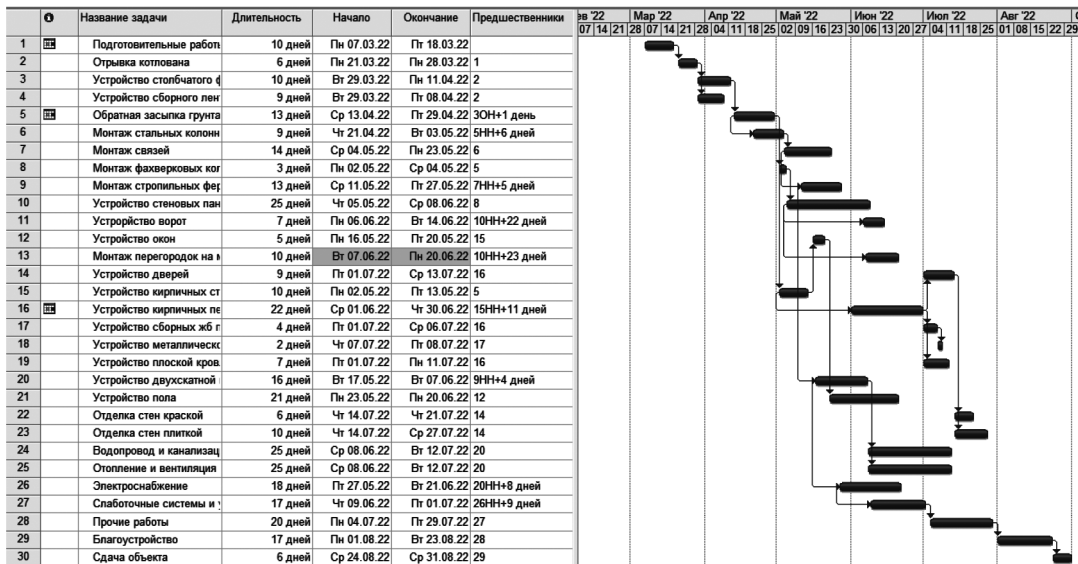 Название задачи Длительность Начало Окончание Предшественники
ев '22 Мар '22 Апр '22 Май '22 Июн '22 Июл '22 Авг '22
07 14 21 28 07 14 21 28 04 11 18 25 02 09 16 23 30 06 13 20 27 04 11 18 25 01 08 15 22 29
1 Подготовительные работы 10 дней Пн 07.03.22 Пт 18.03.22
2 Отрывка котлована 6 дней Пн 21.03.22 Пн 28.03.22 1
3 Устройство столбчатого ф 10 дней Вт 29.03.22 Пн 11.04.22 2
4 Устройство сборного лен 9 дней Вт 29.03.22 Пт 08.04.22 2
5 Обратная засыпка грунта 13 дней Ср 13.04.22 Пт 29.04.22 3ОН+1 день
6 Монтаж стальных колонн 9 дней Чт 21.04.22 Вт 03.05.22 5НН+6 дней
7 Монтаж связей 14 дней Ср 04.05.22 Пн 23.05.22 6
8 Монтаж фахверковых кол 3 дней Пн 02.05.22 Ср 04.05.22 5
9 Монтаж стропильных фер 13 дней Ср 11.05.22 Пт 27.05.22 7НН+5 дней
10 Устройство стеновых пан 25 дней Чт 05.05.22 Ср 08.06.22 8
11 Устрорйство ворот 7 дней Пн 06.06.22 Вт 14.06.22 10НН+22 дней
12 Устройство окон 5 дней Пн 16.05.22 Пт 20.05.22 15
13 Монтаж перегородок на м 10 дней Вт 07.06.22 Пн 20.06.22 10НН+23 дней
14 Устройство дверей 9 дней Пт 01.07.22 Ср 13.07.22 16
15 Устройство кирпичных ст 10 дней Пн 02.05.22 Пт 13.05.22 5
16 Устройство кирпичных пе 22 дней Ср 01.06.22 Чт 30.06.22 15НН+11 дней
17 Устройство сборных жб п 4 дней Пт 01.07.22 Ср 06.07.22 16
18 Устройство металлическо 2 дней Чт 07.07.22 Пт 08.07.22 17
19 Устройство плоской кров 7 дней Пт 01.07.22 Пн 11.07.22 16
20 Устройство двухскатной 16 дней Вт 17.05.22 Вт 07.06.22 9НН+4 дней
21 Устройство пола 21 дней Пн 23.05.22 Пн 20.06.22 12
22 Отделка стен краской 6 дней Чт 14.07.22 Чт 21.07.22 14
23 Отделка стен плиткой 10 дней Чт 14.07.22 Ср 27.07.22 14
24 Водопровод и канализац 25 дней Ср 08.06.22 Вт 12.07.22 20
25 Отопление и вентиляция 25 дней Ср 08.06.22 Вт 12.07.22 20
26 Электроснабжение 18 дней Пт 27.05.22 Вт 21.06.22 20НН+8 дней
27 Слаботочные системы и 17 дней Чт 09.06.22 Пт 01.07.22 26НН+9 дней
28 Прочие работы 20 дней Пн 04.07.22 Пт 29.07.22 27
29 Благоустройство 17 дней Пн 01.08.22 Вт 23.08.22 28
30 Сдача объекта 6 дней Ср 24.08.22 Ср 31.08.22 29